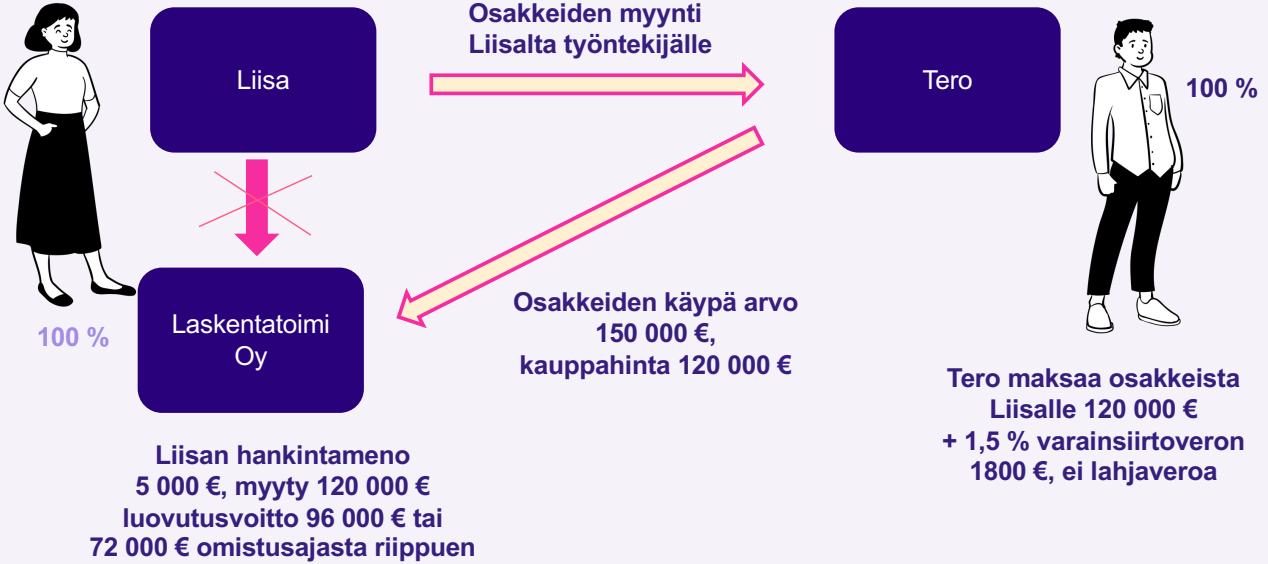 Osakkeiden myynti
Liisalta työntekijälle
Liisa
Tero
100 %
Laskentatoimi
Oy
100 %
Osakkeiden käypä arvo
150 000 €,
kauppahinta 120 000 €
Tero maksaa osakkeista
Liisalle 120 000 €
+ 1,5 % varainsiirtoveron
1800 €, ei lahjaveroa
Liisan hankintameno
5 000 €, myyty 120 000 €
luovutusvoitto 96 000 € tai
72 000 € omistusajasta riippuen